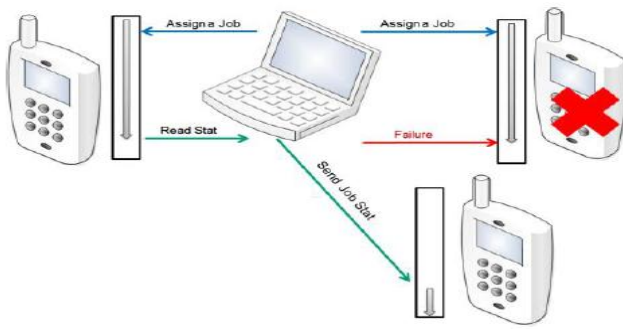 Assign a Job
Assign a Job
Read Stat
Failure
Send Job Stat